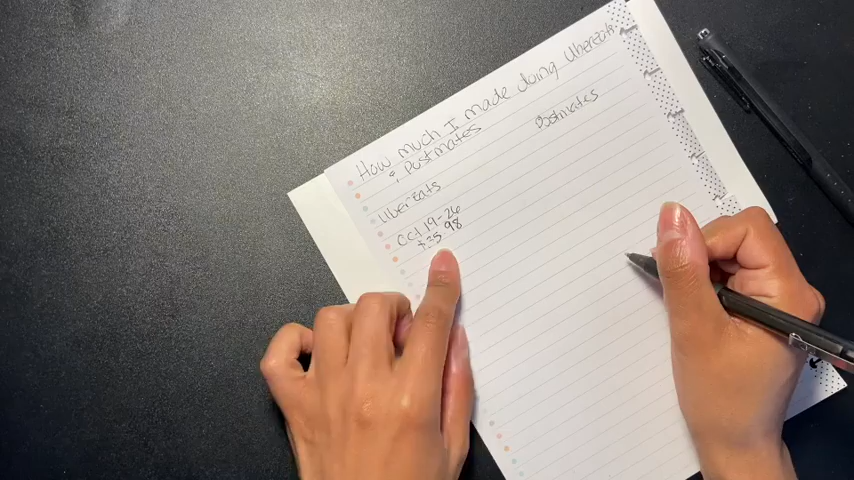 How much I made doing UberEats
& Postmates
UberEats
Postmates
Oct 19-26
$35.98